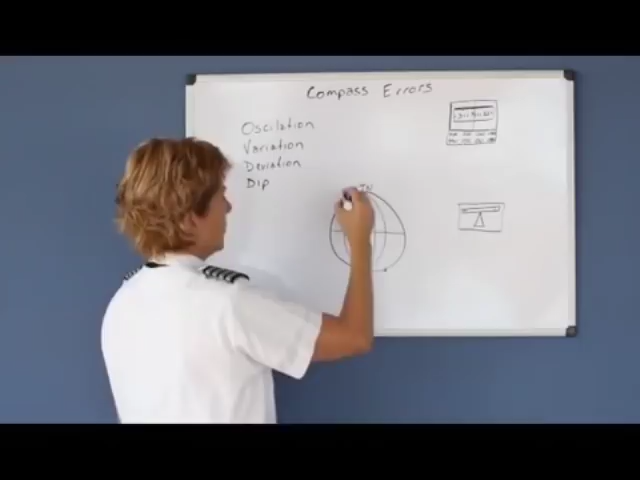 Compass Errors
Oscilation
Variation
Deviation
Dip